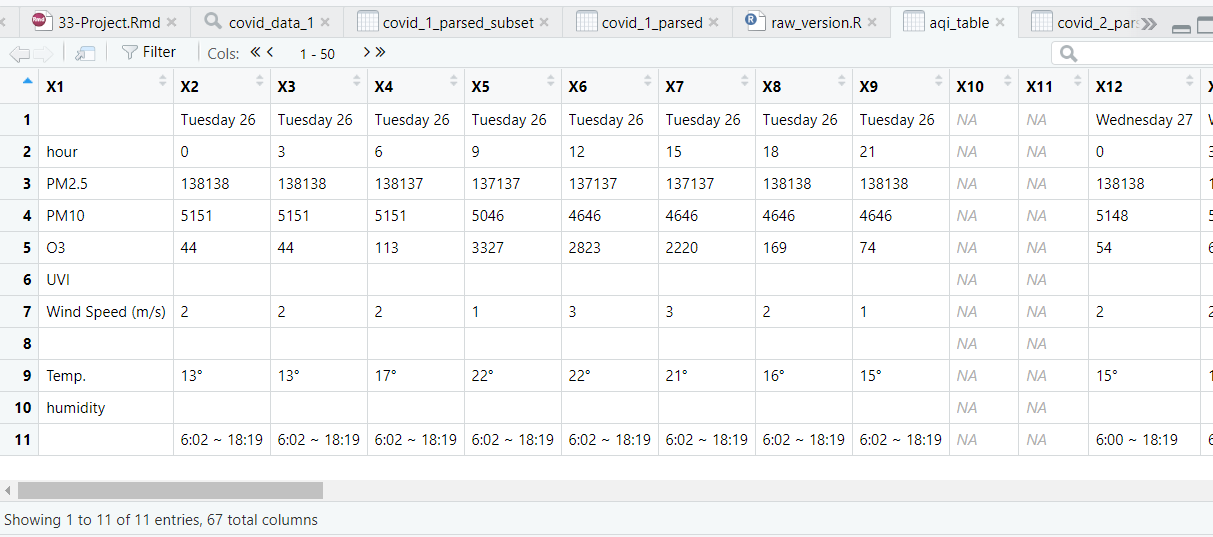 33-Project.Rmd covid_data_1 covid_1_parsed_subset covid_1_parsed raw_version.R aqi_table covid_2_par
Filter Cols: 1 - 50
X1 X2 X3 X4 X5 X6 X7 X8 X9 X10 X11 X12
1 Tuesday 26 Tuesday 26 Tuesday 26 Tuesday 26 Tuesday 26 Tuesday 26 Tuesday 26 Tuesday 26 NA NA Wednesday 27
2 hour 0 3 6 9 12 15 18 21 NA NA 0 3
3 PM2.5 138138 138138 138137 137137 137137 137137 138138 138138 NA NA 138138
4 PM10 5151 5151 5151 5046 4646 4646 4646 4646 NA NA 5148
5 O3 44 44 113 3327 2823 2220 169 74 NA NA 54
6 UVI NA NA
7 Wind Speed (m/s) 2 2 2 1 3 3 2 1 NA NA 2
8 NA NA
9 Temp. 13° 13° 17° 22° 22° 21° 16° 15° NA NA 15°
10 humidity NA NA
11 6:02 ~ 18:19 6:02 ~ 18:19 6:02 ~ 18:19 6:02 ~ 18:19 6:02 ~ 18:19 6:02 ~ 18:19 6:02 ~ 18:19 6:02 ~ 18:19 NA NA 6:00 ~ 18:19
Showing 1 to 11 of 11 entries, 67 total columns